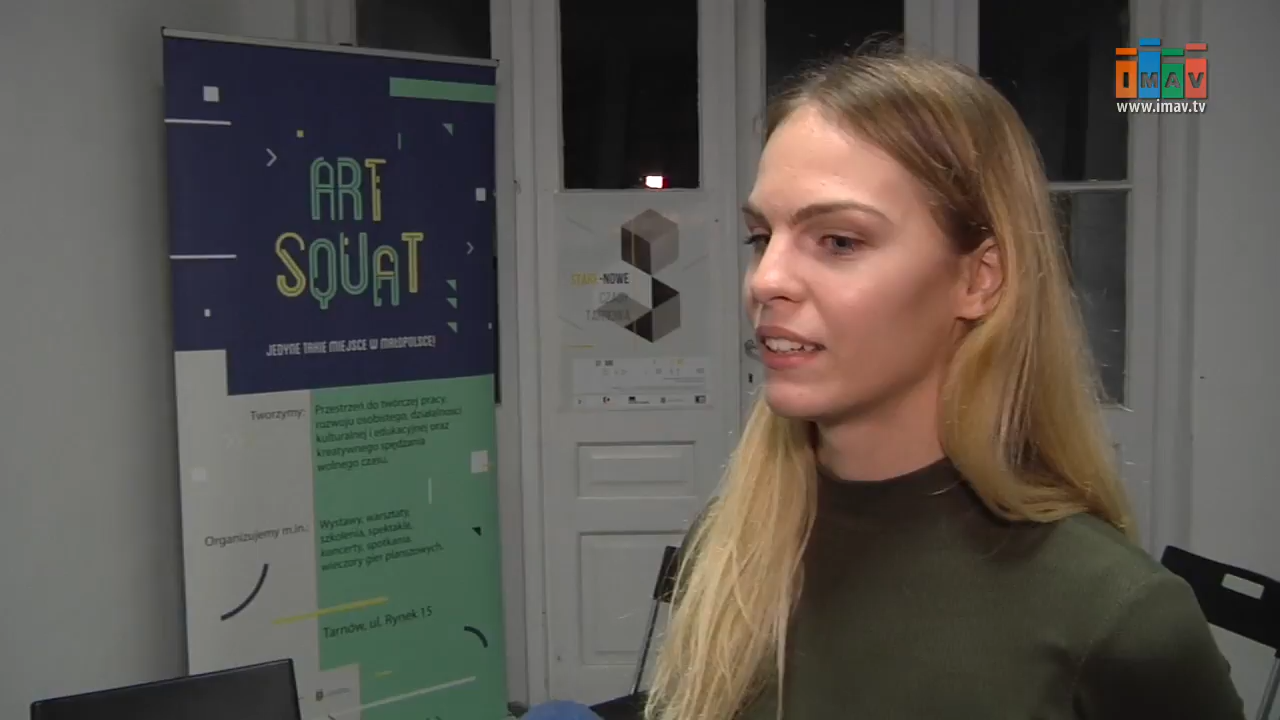 IMAV
www.imav.tv
ART
SQUAT
JEDYNE TAKIE MIEJSCE W MAŁOPOLSCE!
Tworzymy:
Przestrzeń do twórczej pracy,
rozwoju osobistego, działalności
kulturalnej i edukacyjnej oraz
kreatywnego spędzania
wolnego czasu.
Organizujemy m.in.:
Wystawy, warsztaty,
szkolenia, spektakle,
koncerty, spotkania,
wieczory gier planszowych.
Tarnów, ul. Rynek 15
-NOWE